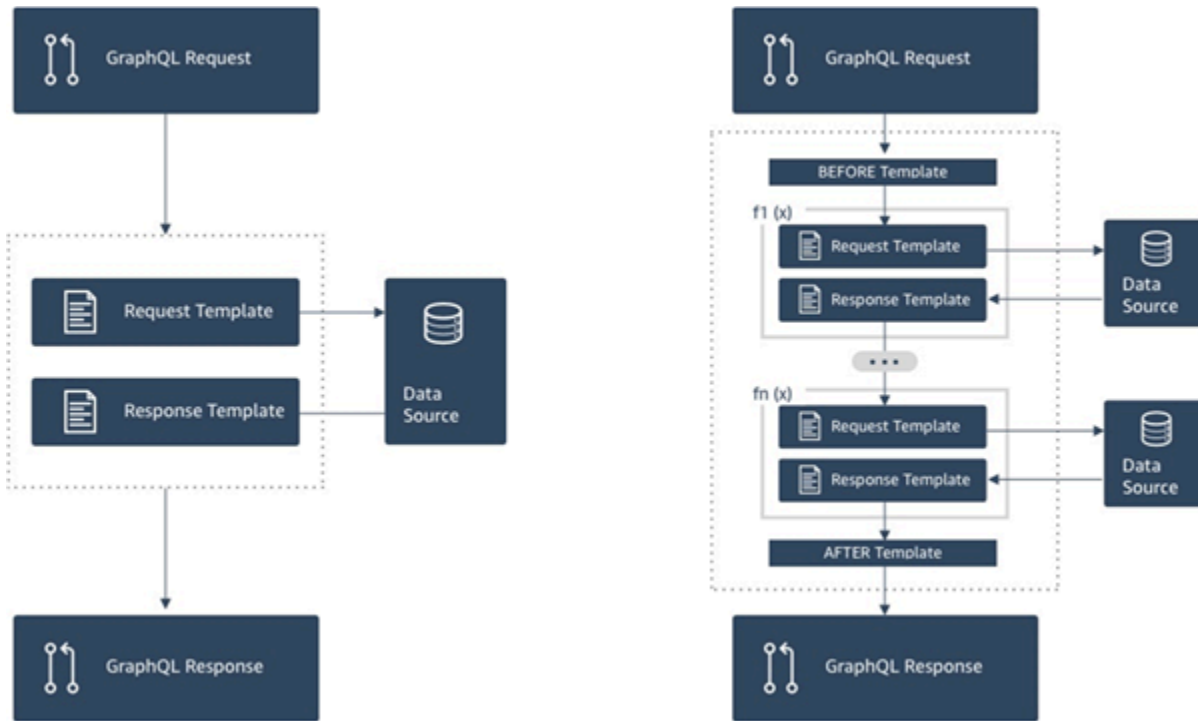 GraphQL Request
Request Template
Response Template
Data
Source
GraphQL Response
GraphQL Request
BEFORE Template
f1 (x)
Request Template
Response Template
Data
Source
fn (x)
Request Template
Response Template
Data
Source
AFTER Template
GraphQL Response